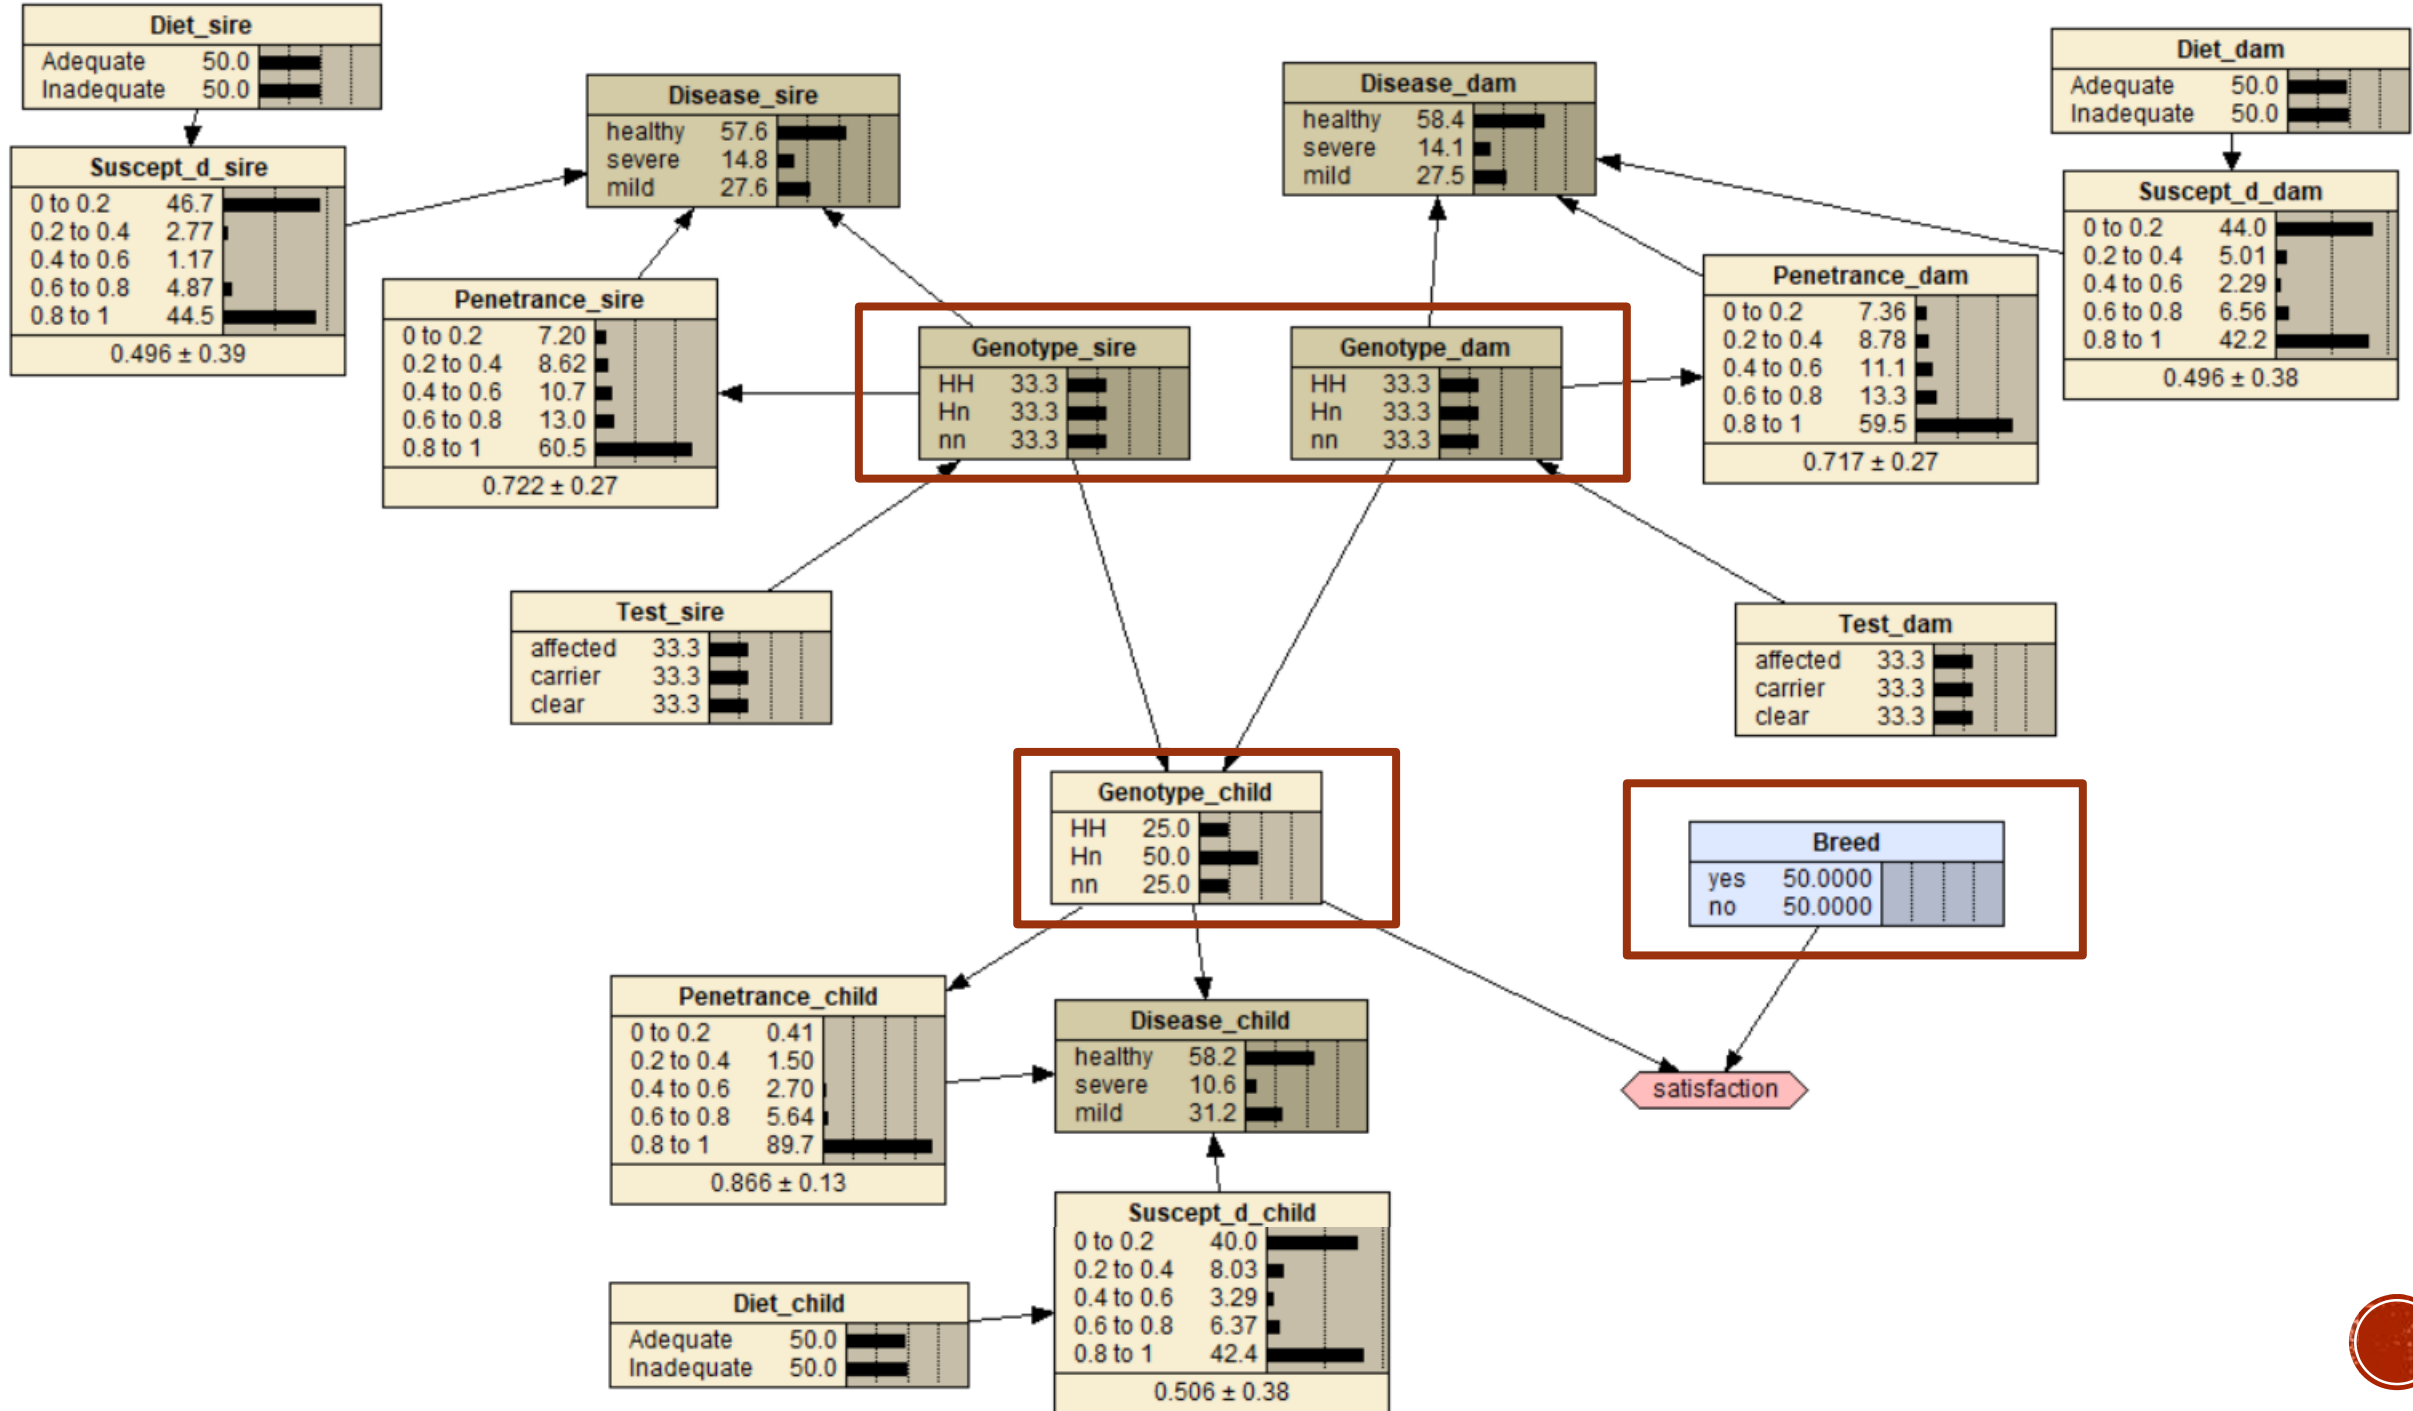 Diet_sire
Adequate 50.0
Inadequate 50.0
Suscept_d_sire
0 to 0.2 46.7
0.2 to 0.4 2.77
0.4 to 0.6 1.17
0.6 to 0.8 4.87
0.8 to 1 44.5
0.496 ± 0.39
Disease_sire
healthy 57.6
severe 14.8
mild 27.6
Penetrance_sire
0 to 0.2 7.20
0.2 to 0.4 8.62
0.4 to 0.6 10.7
0.6 to 0.8 13.0
0.8 to 1 60.5
0.722 ± 0.27
Disease_dam
healthy 58.4
severe 14.1
mild 27.5
Diet_dam
Adequate 50.0
Inadequate 50.0
Suscept_d_dam
0 to 0.2 44.0
0.2 to 0.4 5.01
0.4 to 0.6 2.29
0.6 to 0.8 6.56
0.8 to 1 42.2
0.496 ± 0.38
Penetrance_dam
0 to 0.2 7.36
0.2 to 0.4 8.78
0.4 to 0.6 11.1
0.6 to 0.8 13.3
0.8 to 1 59.5
0.717 ± 0.27
Genotype_sire
HH 33.3
Hn 33.3
nn 33.3
Genotype_dam
HH 33.3
Hn 33.3
nn 33.3
Test_sire
affected 33.3
carrier 33.3
clear 33.3
Test_dam
affected 33.3
carrier 33.3
clear 33.3
Genotype_child
HH 25.0
Hn 50.0
nn 25.0
Breed
yes 50.0000
no 50.0000
Penetrance_child
0 to 0.2 0.41
0.2 to 0.4 1.50
0.4 to 0.6 2.70
0.6 to 0.8 5.64
0.8 to 1 89.7
0.866 ± 0.13
Disease_child
healthy 58.2
severe 10.6
mild 31.2
satisfaction
Suscept_d_child
0 to 0.2 40.0
0.2 to 0.4 8.03
0.4 to 0.6 3.29
0.6 to 0.8 6.37
0.8 to 1 42.4
0.506 ± 0.38
Diet_child
Adequate 50.0
Inadequate 50.0